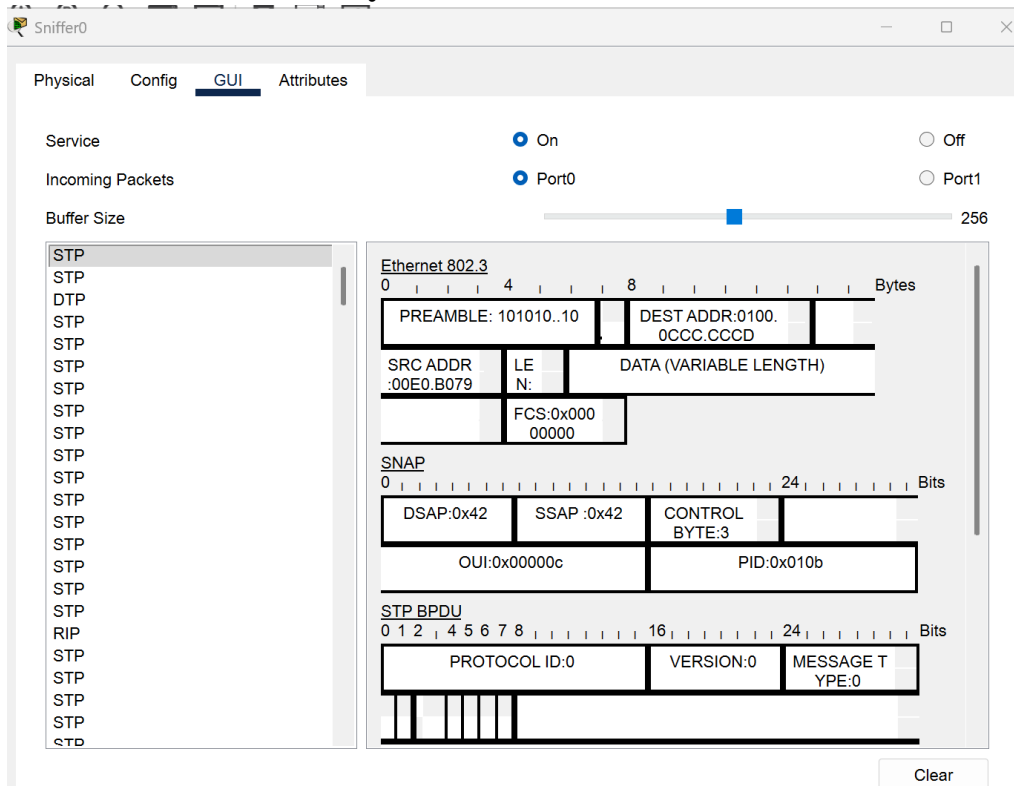 Sniffer0
Physical Config GUI Attributes
Service On Off
Incoming Packets Port0 Port1
Buffer Size 256
STP
STP
DTP
STP
STP
STP
STP
STP
STP
STP
STP
STP
STP
STP
STP
STP
STP
RIP
STP
STP
STP
STP
STP
Ethernet 802.3
0 4 8 Bytes
PREAMBLE: 101010..10 DEST ADDR:0100.
0CCC.CCCD
SRC ADDR LE DATA (VARIABLE LENGTH)
:00E0.B079 N:
FCS:0x000
00000
SNAP
0 24 Bits
DSAP:0x42 SSAP :0x42 CONTROL
BYTE:3
OUI:0x00000c PID:0x010b
STP BPDU
0 1 2 4 5 6 7 8 16 24 Bits
PROTOCOL ID:0 VERSION:0 MESSAGE T
YPE:0
Clear